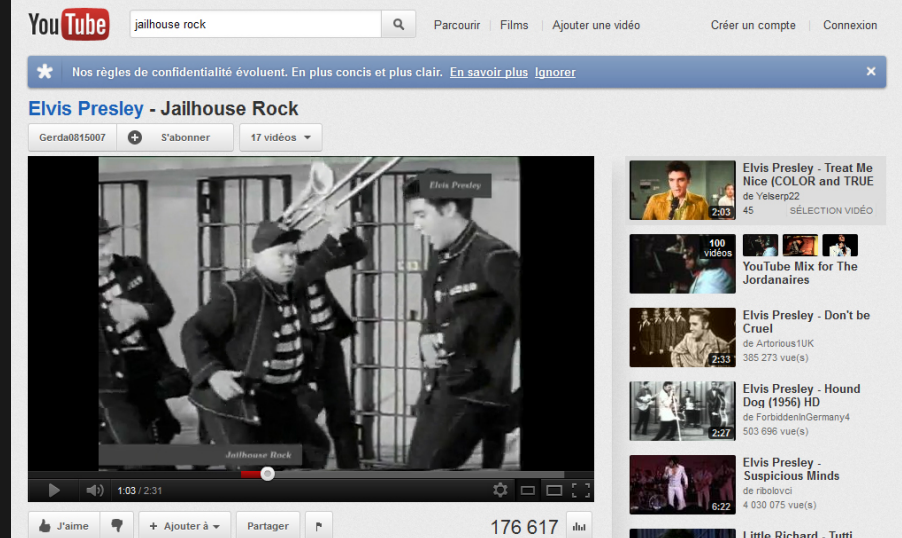 YouTube
jailhouse rock
Parcourir
Films
Ajouter une vidéo
Créer un compte
Connexion
Nos règles de confidentialité évoluent. En plus concis et plus clair. En savoir plus Ignorer
Elvis Presley - Jailhouse Rock
Gerda0815007
S'abonner
17 vidéos
Elvis Presley
Jailhouse Rock
1:03 / 2:31
J'aime
Ajouter à
Partager
176 617
2:03
Elvis Presley - Treat Me
Nice (COLOR and TRUE
de Yelserp22
45
SÉLECTION VIDÉO
100
vidéos
YouTube Mix for The
Jordanaires
2:33
Elvis Presley - Don't be
Cruel
de Artorious1UK
385 273 vue(s)
2:27
Elvis Presley - Hound
Dog (1956) HD
de ForbiddenInGermany4
503 696 vue(s)
6:22
Elvis Presley -
Suspicious Minds
de ribolovci
4 030 075 vue(s)
Little Richard - Tutti